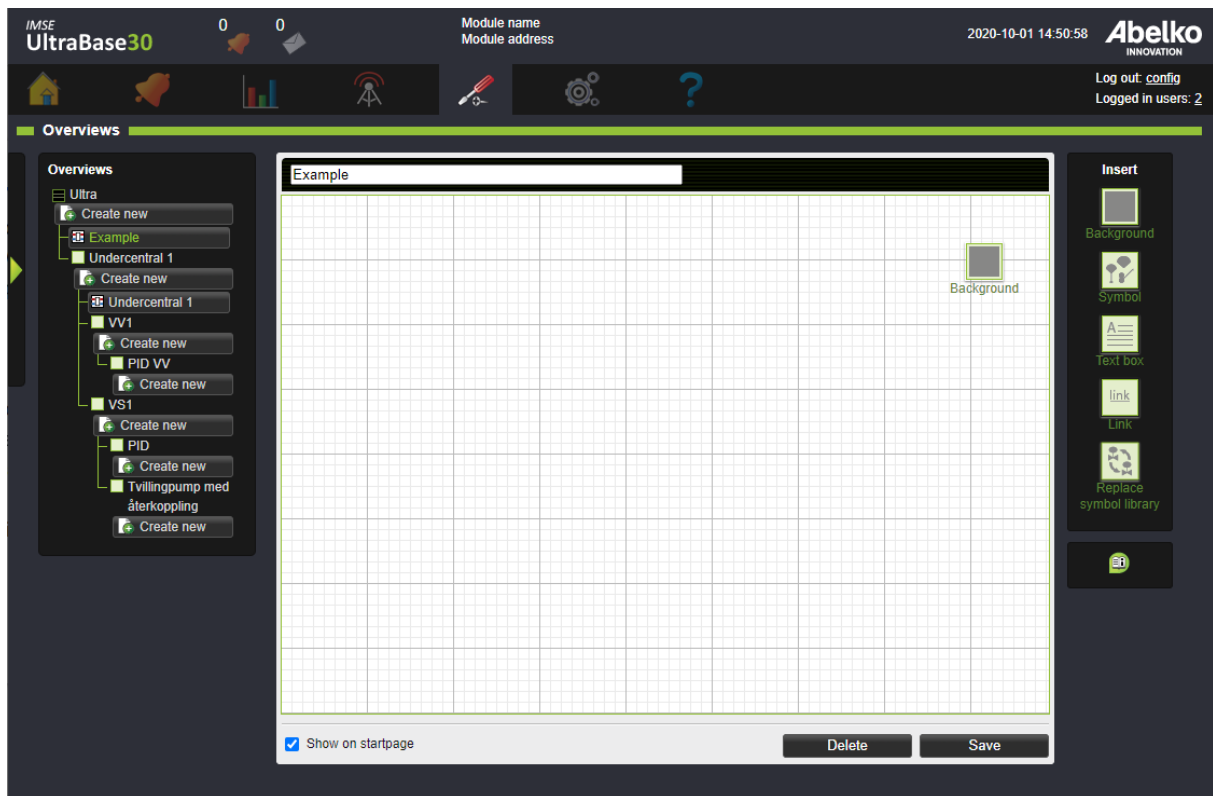 IMSE
UltraBase30
0
0
Module name
Module address
2020-10-01 14:50:58
Abelko
INNOVATION
?
Log out: config
Logged in users: 2
Overviews
Overviews
Ultra
Create new
Example
Undercentral 1
Create new
Undercentral 1
VV1
Create new
PID VV
Create new
VS1
Create new
PID
Create new
Tvillingpump med
återkoppling
Create new
Example
Background
Show on startpage
Delete
Save
Insert
Background
Symbol
A
Text box
link
Link
Replace
symbol library